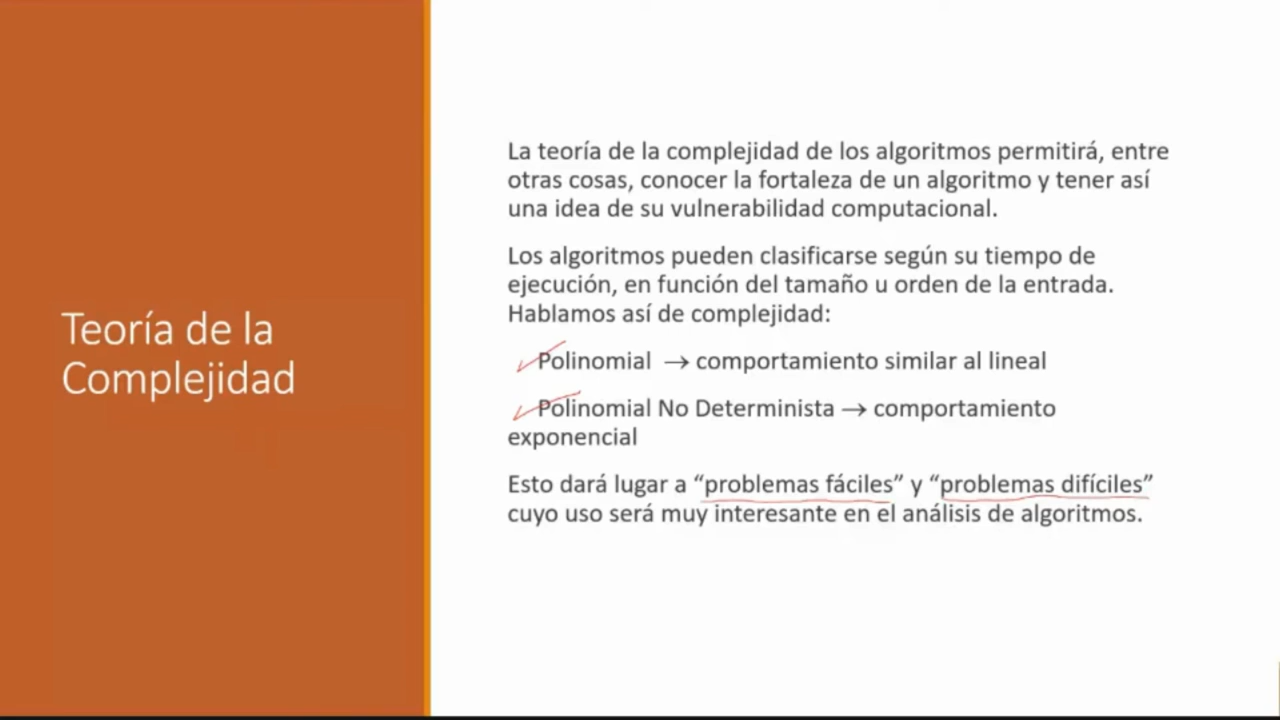 Teoría de la
Complejidad
La teoría de la complejidad de los algoritmos permitirá, entre
otras cosas, conocer la fortaleza de un algoritmo y tener así
una idea de su vulnerabilidad computacional.
Los algoritmos pueden clasificarse según su tiempo de
ejecución, en función del tamaño u orden de la entrada.
Hablamos así de complejidad:
Polinomial → comportamiento similar al lineal
Polinomial No Determinista → comportamiento
exponencial
Esto dará lugar a “problemas fáciles” y “problemas difíciles”
cuyo uso será muy interesante en el análisis de algoritmos.